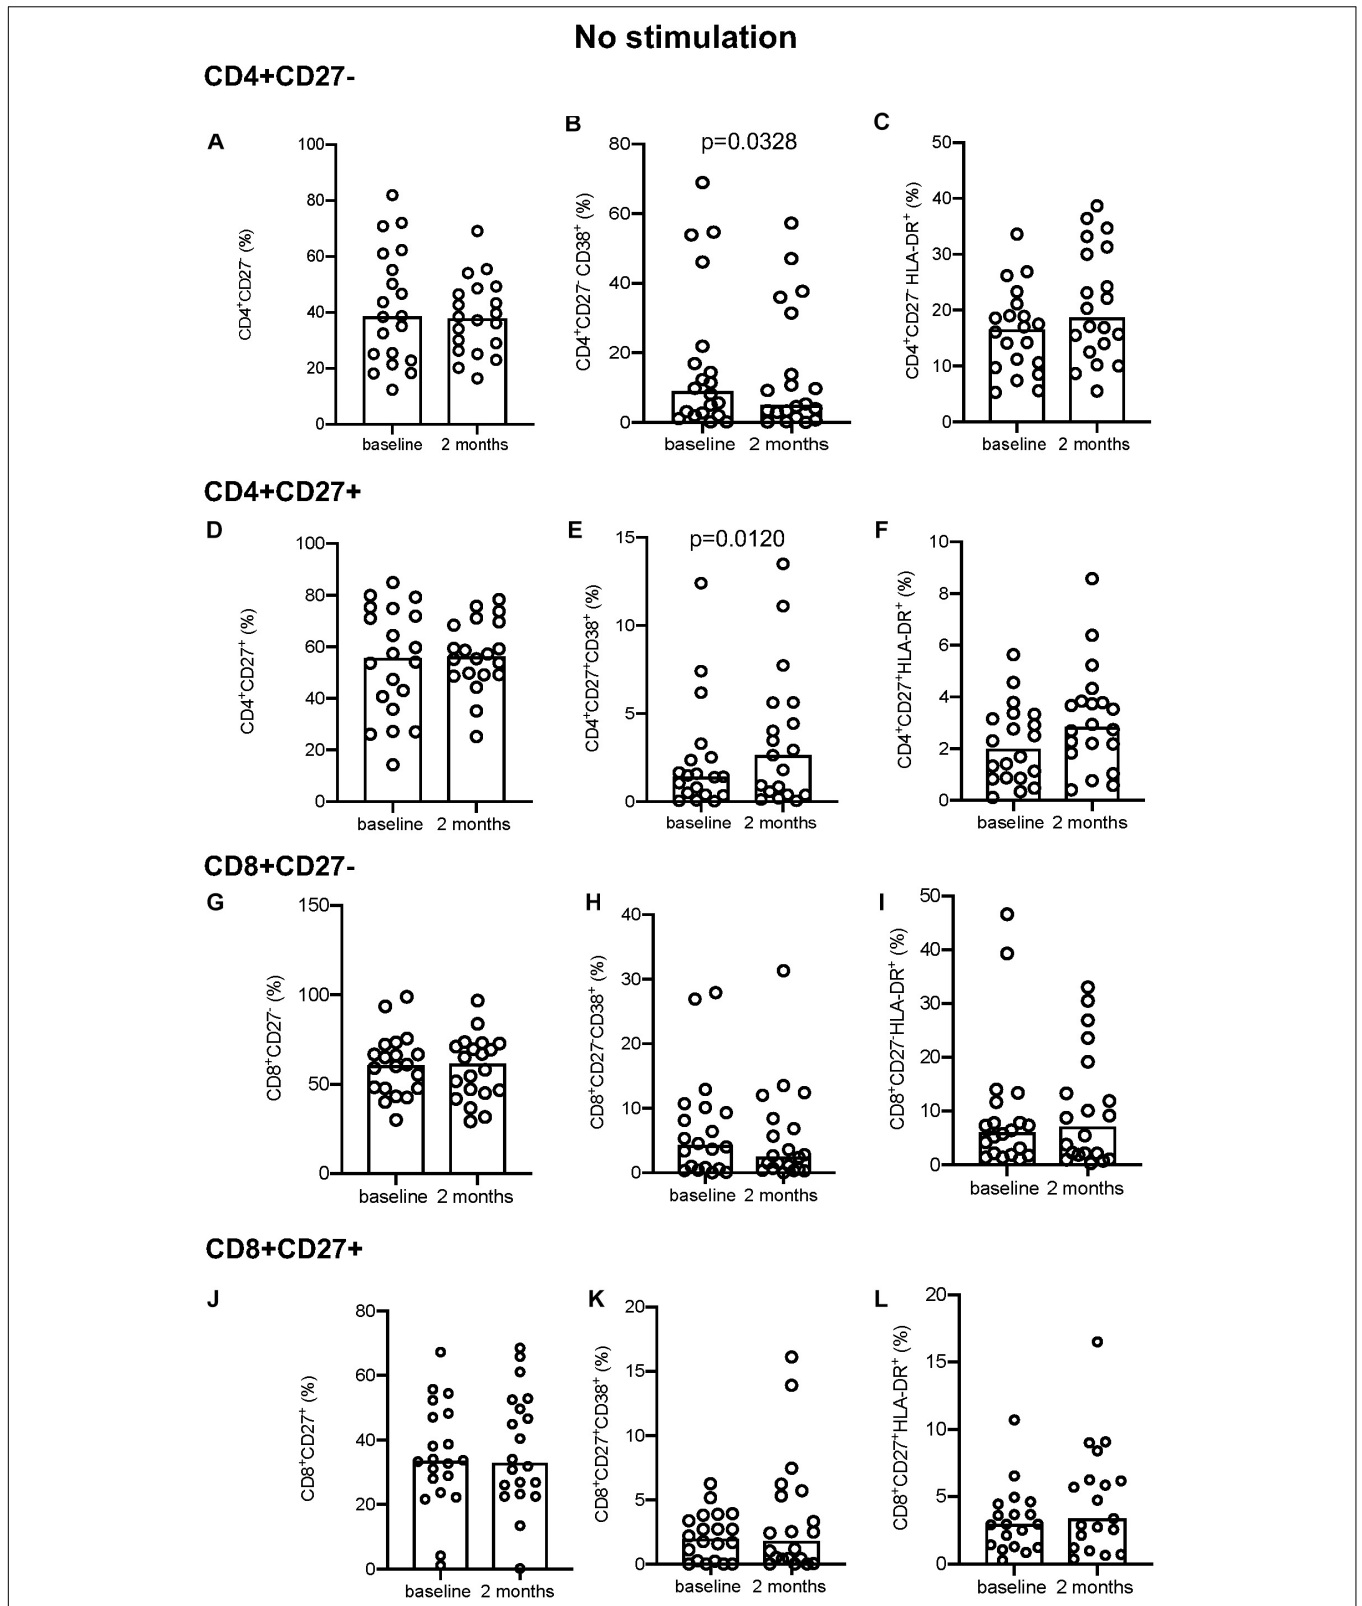 No stimulation
CD4+CD27-
A
CD4⁺CD27⁻ (%)
100
80
60
40
20
0
baseline 2 months
B
p=0.0328
CD4⁺CD27⁻ CD38⁺ (%)
80
60
40
20
0
baseline 2 months
C
CD4⁺CD27⁻ HLA-DR⁺ (%)
50
40
30
20
10
0
baseline 2 months
CD4+CD27+
D
CD4⁺CD27⁺ (%)
100
80
60
40
20
0
baseline 2 months
E
p=0.0120
CD4⁺CD27⁺CD38⁺ (%)
15
10
5
0
baseline 2 months
F
CD4⁺CD27⁺HLA-DR⁺ (%)
10
8
6
4
2
0
baseline 2 months
CD8+CD27-
G
CD8⁺CD27⁻ (%)
150
100
50
0
baseline 2 months
H
CD8⁺CD27⁻CD38⁺ (%)
40
30
20
10
0
baseline 2 months
I
CD8⁺CD27⁻HLA-DR⁺ (%)
50
40
30
20
10
0
baseline 2 months
CD8+CD27+
J
CD8⁺CD27⁺ (%)
80
60
40
20
0
baseline 2 months
K
CD8⁺CD27⁺CD38⁺ (%)
20
15
10
5
0
baseline 2 months
L
CD8⁺CD27⁺HLA-DR⁺ (%)
20
15
10
5
0
baseline 2 months